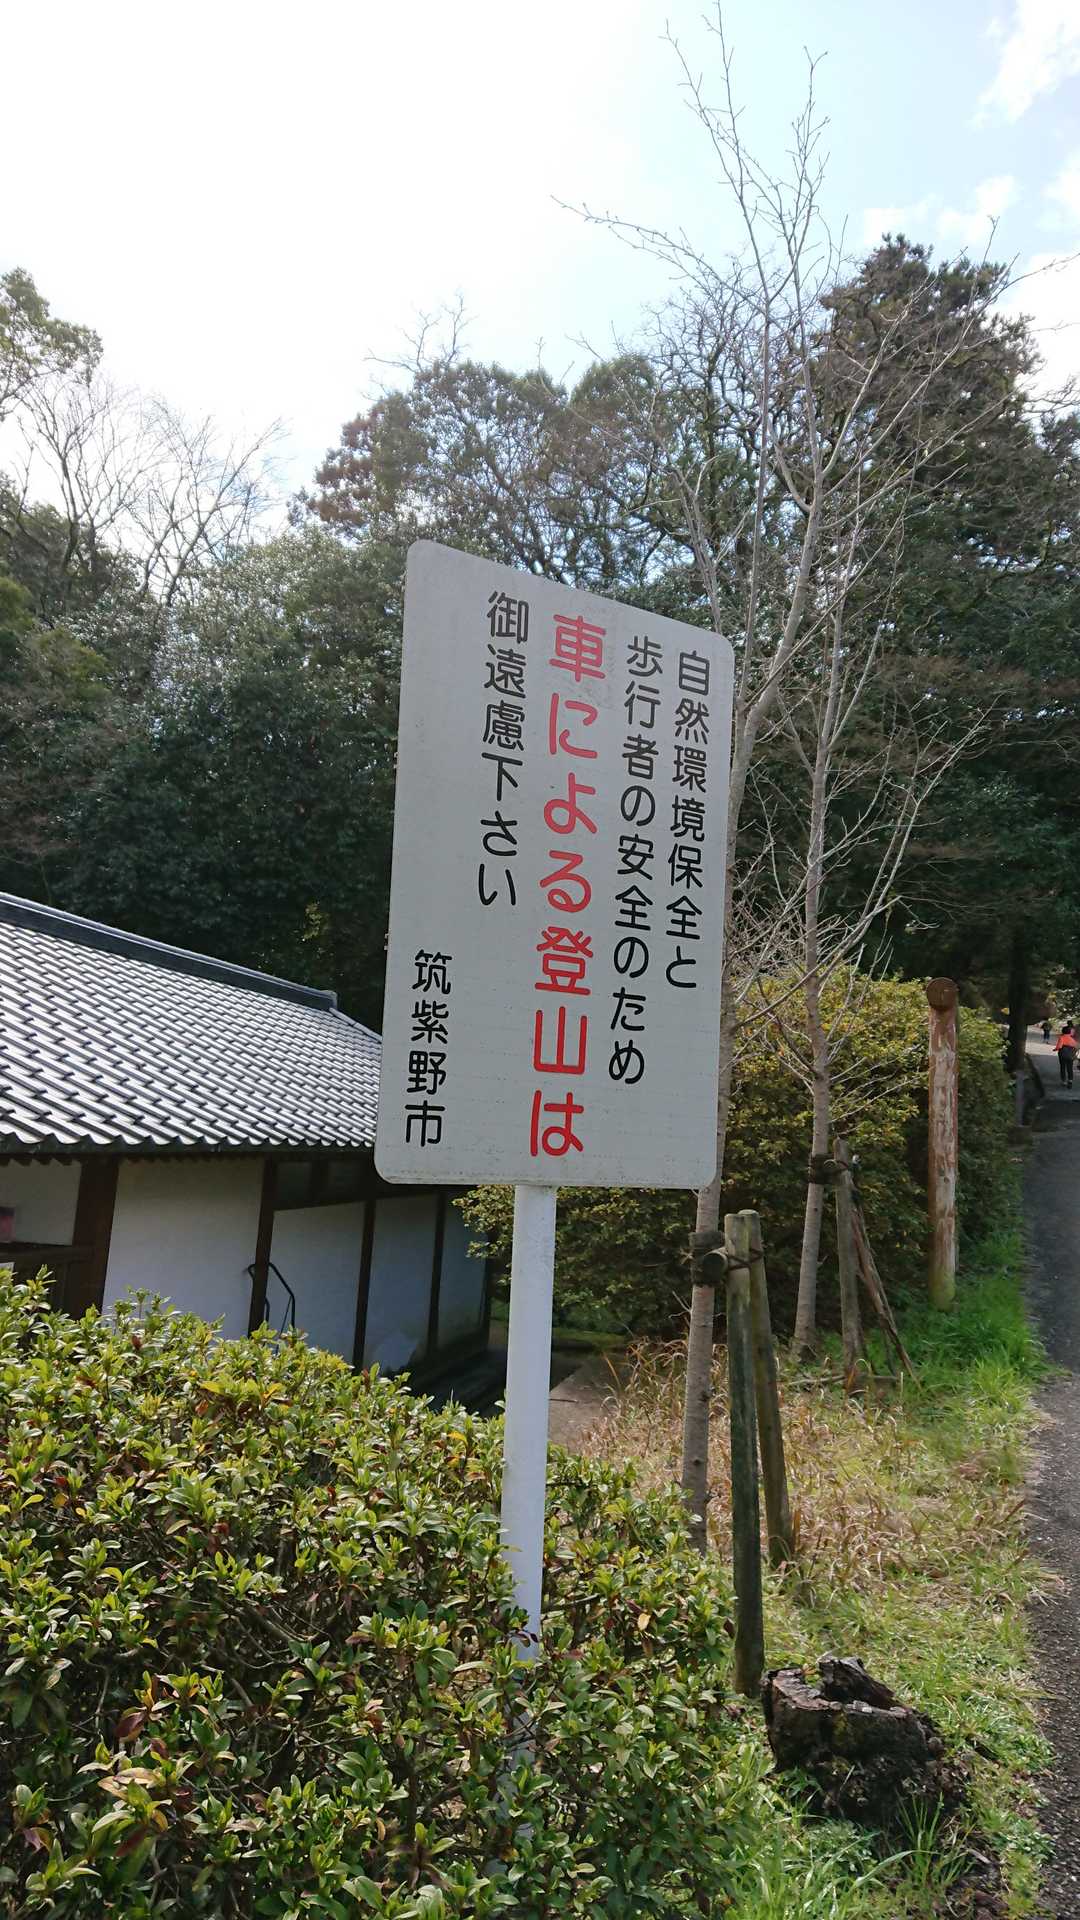 自然環境保全と
歩行者の安全のため
車による登山は
御遠慮下さい
筑紫野市